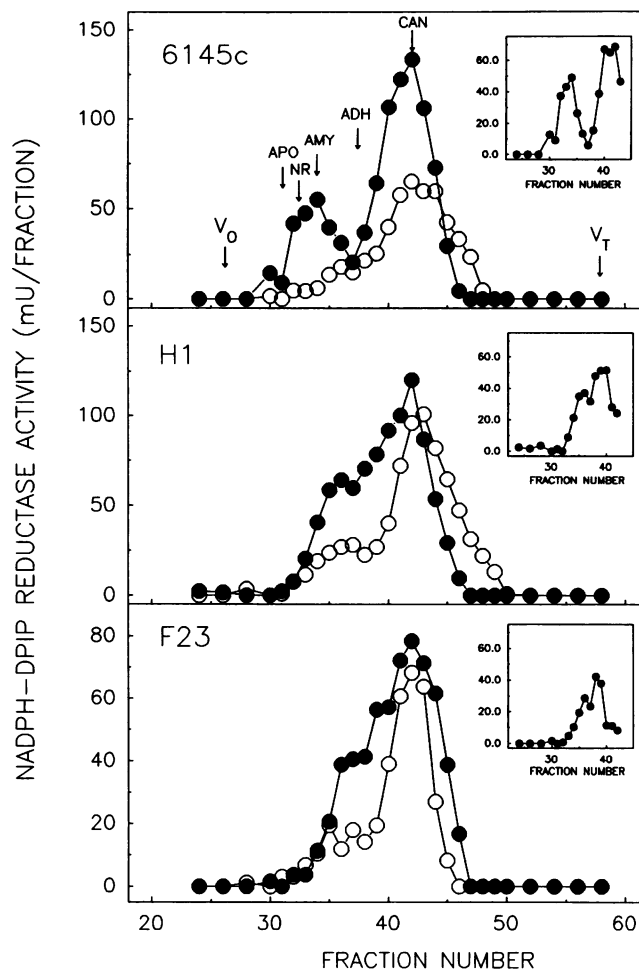 NADPH−DPIP REDUCTASE ACTIVITY (mU/FRACTION)
6145c
150
100
50
0
V0
APO
NR
AMY
ADH
CAN
VT
60.0
40.0
20.0
0.0
30
40
FRACTION NUMBER
H1
150
100
50
0
60.0
40.0
20.0
0.0
30
40
FRACTION NUMBER
F23
80
60
40
20
0
60.0
40.0
20.0
0.0
30
40
FRACTION NUMBER
20
30
40
50
60
FRACTION NUMBER